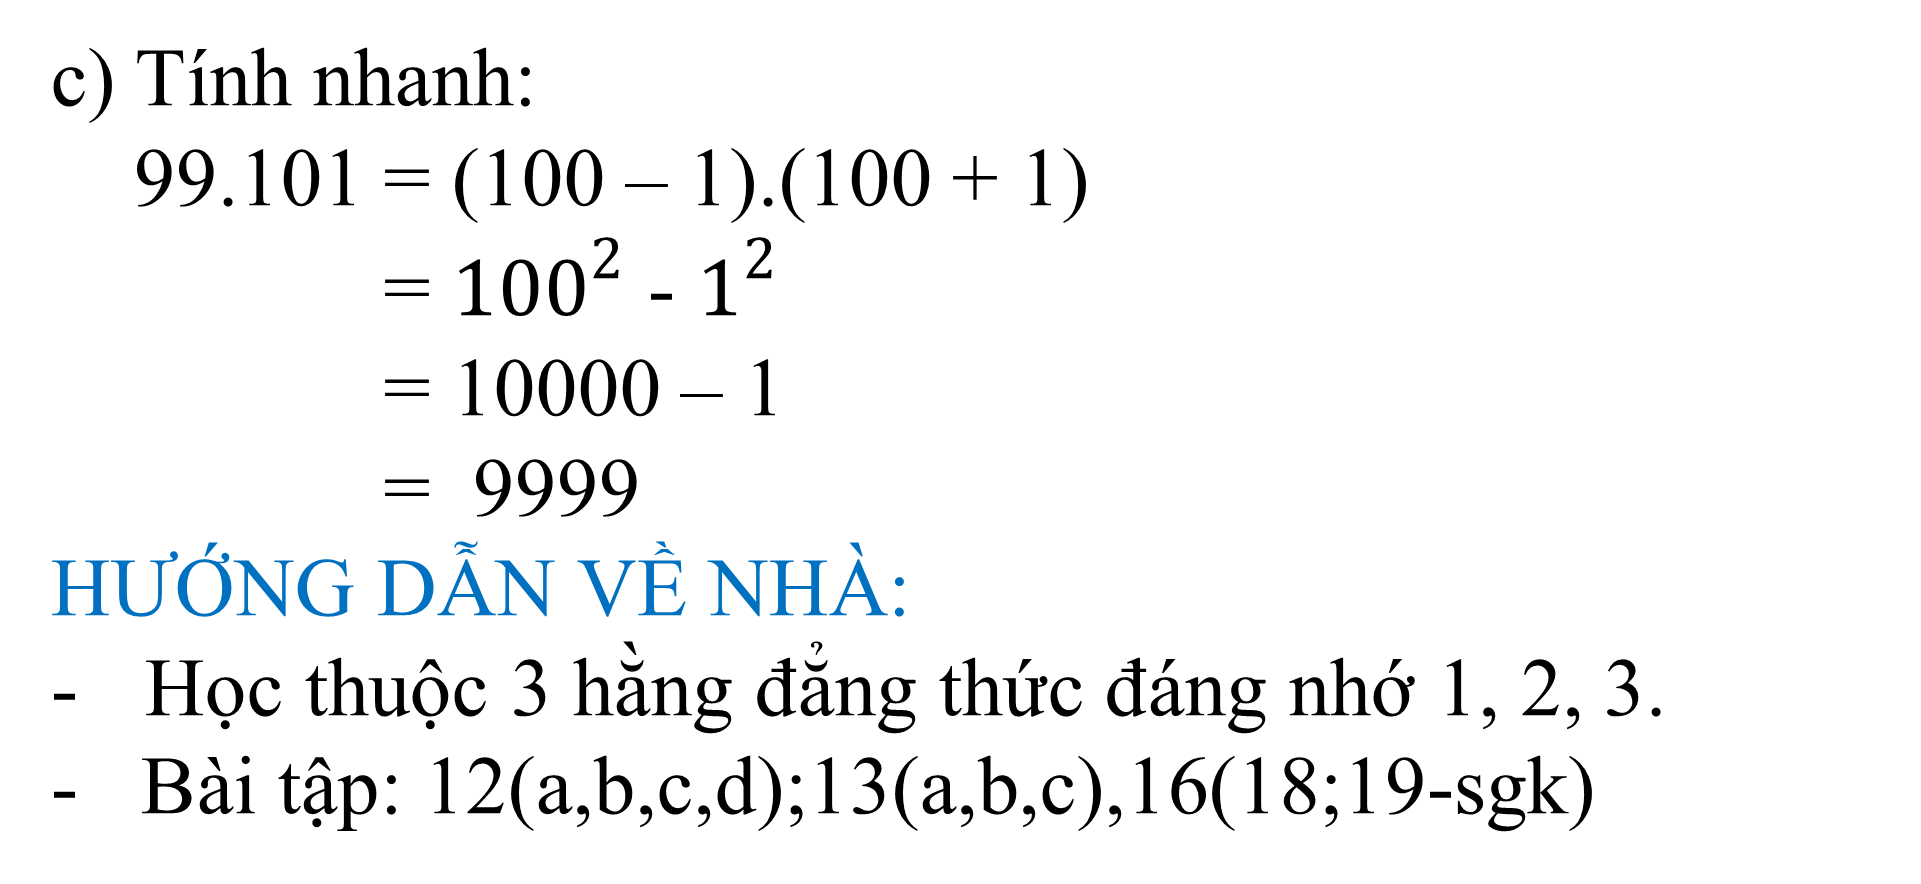 c) Tính nhanh:
99.101 = (100 – 1).(100 + 1)
= 100² - 1²
= 10000 – 1
= 9999
HƯỚNG DẪN VỀ NHÀ:
- Học thuộc 3 hằng đẳng thức đáng nhớ 1, 2, 3.
- Bài tập: 12(a,b,c,d);13(a,b,c),16(18;19-sgk)